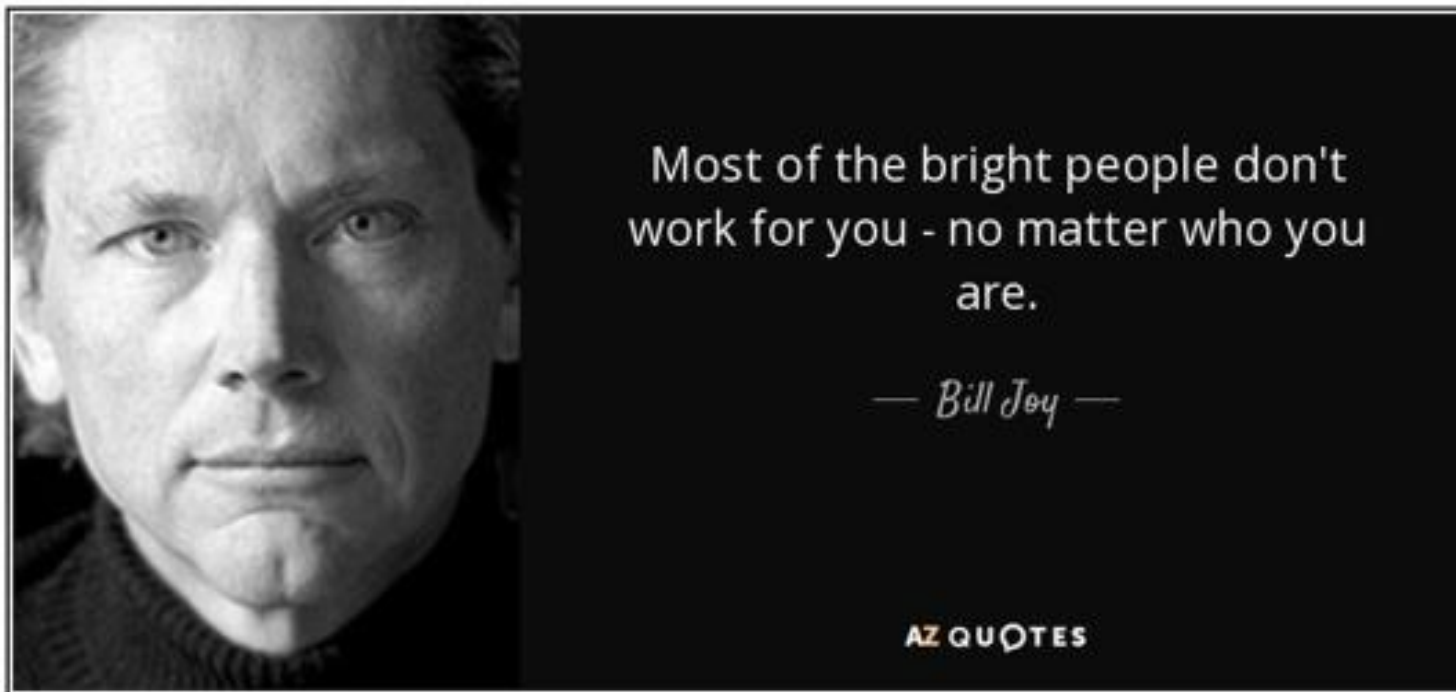 Most of the bright people don't
work for you - no matter who you
are.
— Bill Joy —
AZ QUOTES